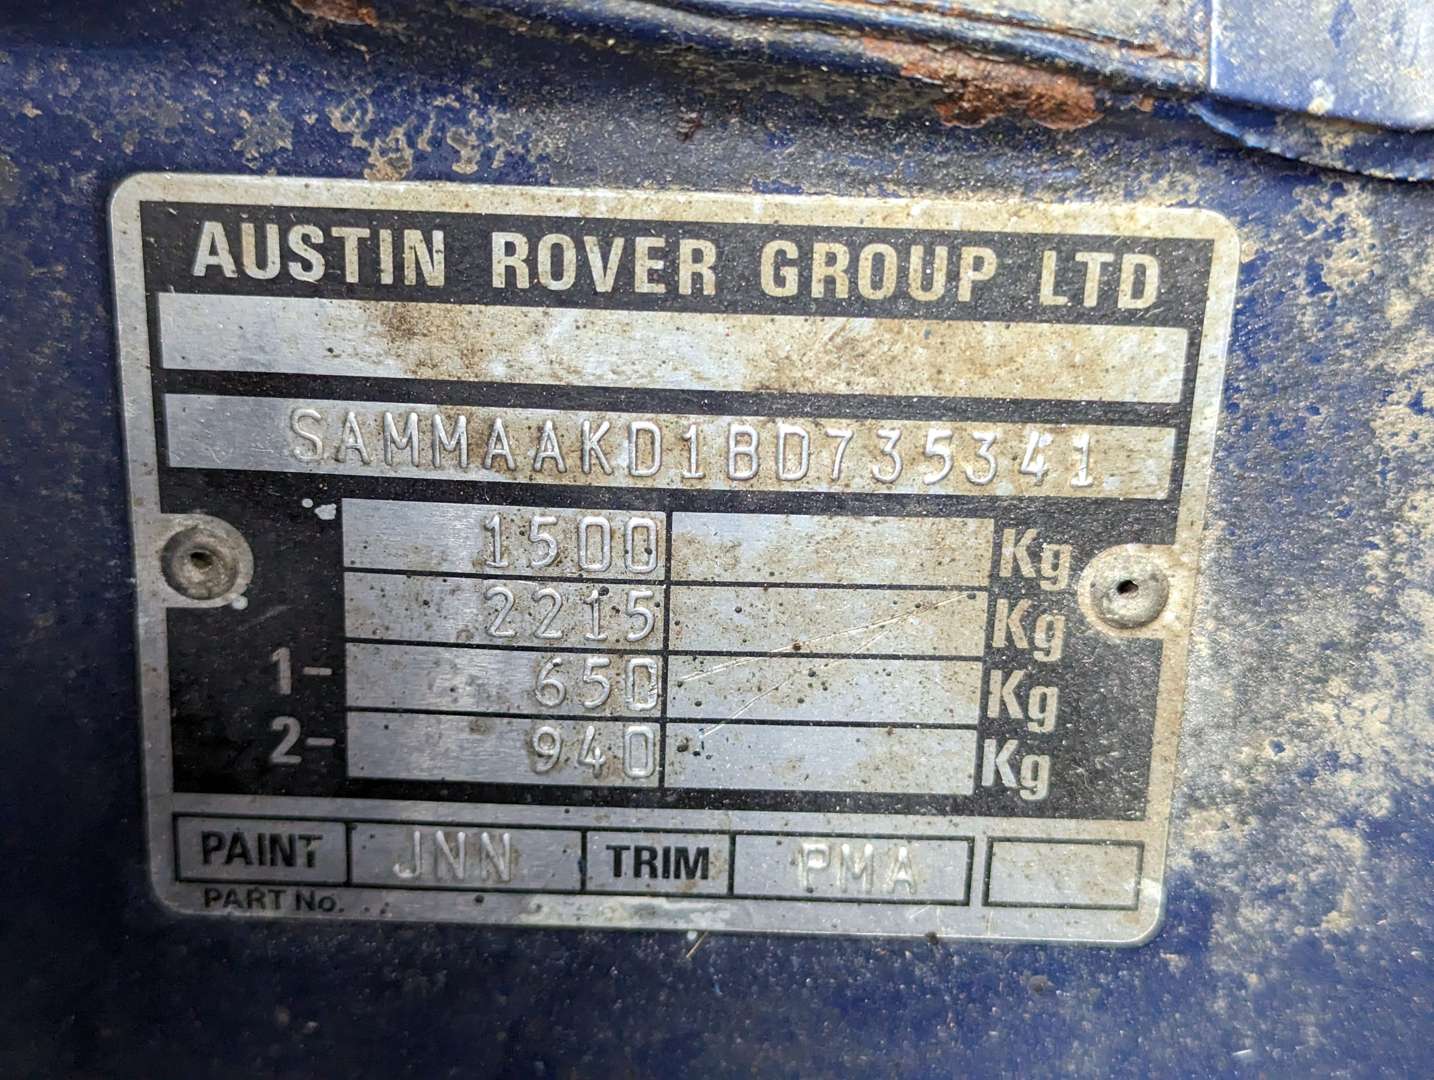 AUSTIN ROVER GROUP LTD
SAMMAAKD1BD735341
1500 Kg
2215 Kg
1- 650 Kg
2- 940 Kg
PAINT JNN TRIM PMA
PART No.